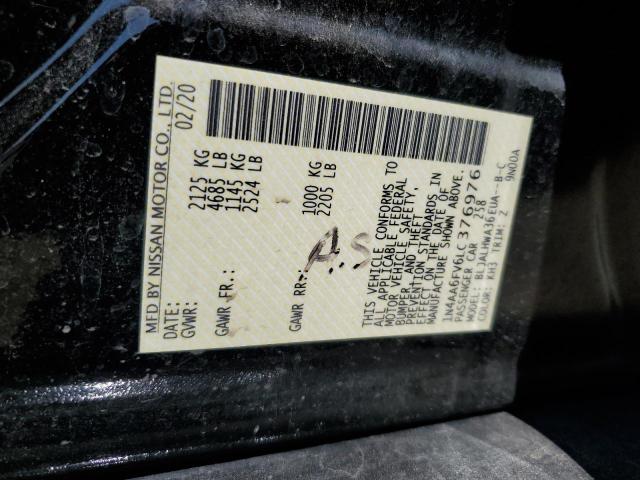 MFD BY NISSAN MOTOR CO., LTD.
DATE: 02/20
GVWR: 2125 KG
4685 LB
GAWR FR.: 1145 KG
2524 LB
GAWR RR.: 1000 KG
2205 LB
A.S
THIS VEHICLE CONFORMS TO
ALL APPLICABLE FEDERAL
MOTOR VEHICLE SAFETY,
BUMPER, AND THEFT
PREVENTION STANDARDS IN
EFFECT ON THE DATE OF
MANUFACTURE SHOWN ABOVE.
1N4AA6FV6LC376976
PASSENGER CAR 258
MODEL: BLJALHWA36EUA--B-C
COLOR: KH3 TRIM: Z 9N00A